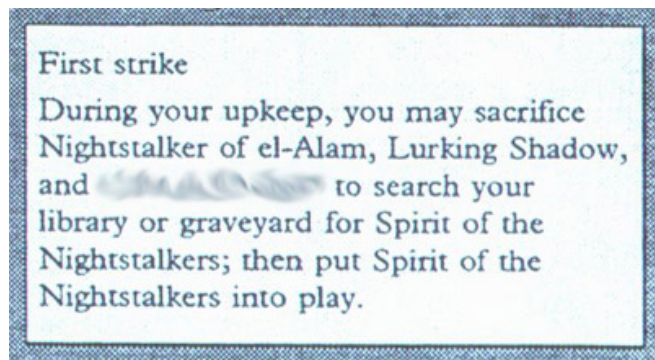 First strike
During your upkeep, you may sacrifice
Nightstalker of el-Alam, Lurking Shadow,
and to search your
library or graveyard for Spirit of the
Nightstalkers; then put Spirit of the
Nightstalkers into play.